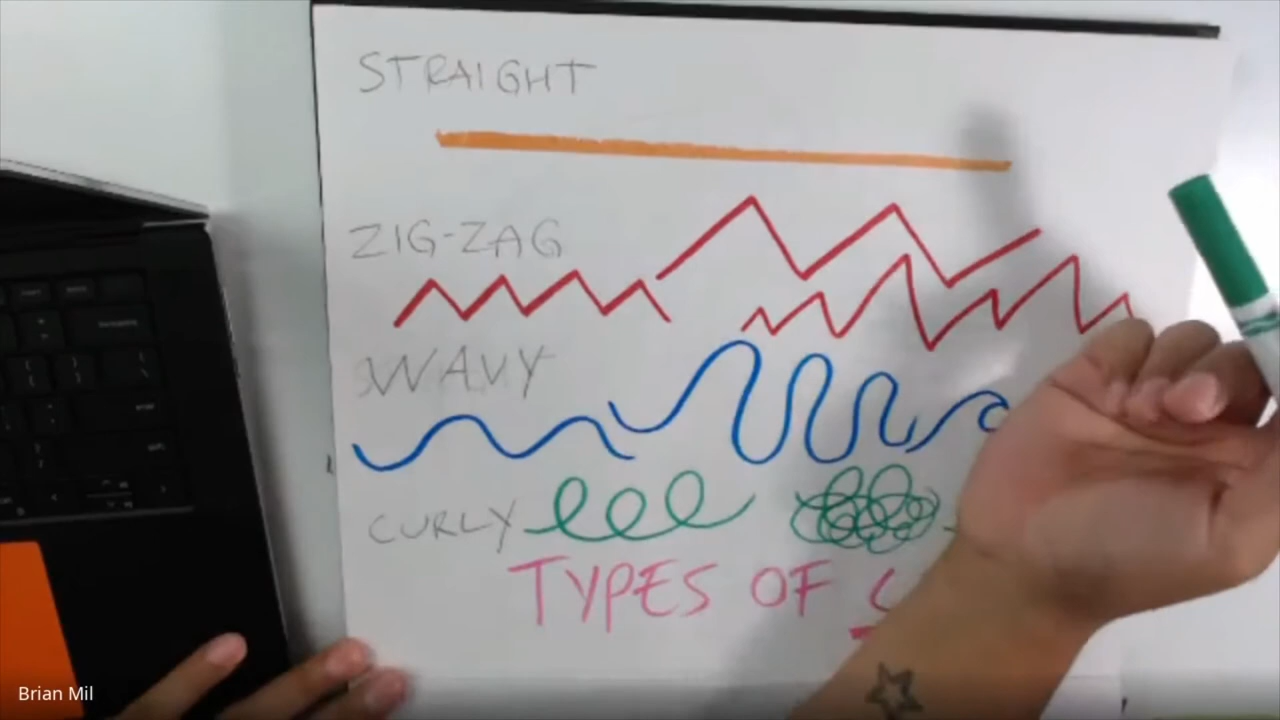 STRAIGHT
ZIG-ZAG
WAVY
CURLY
TYPES OF
Brian Mil